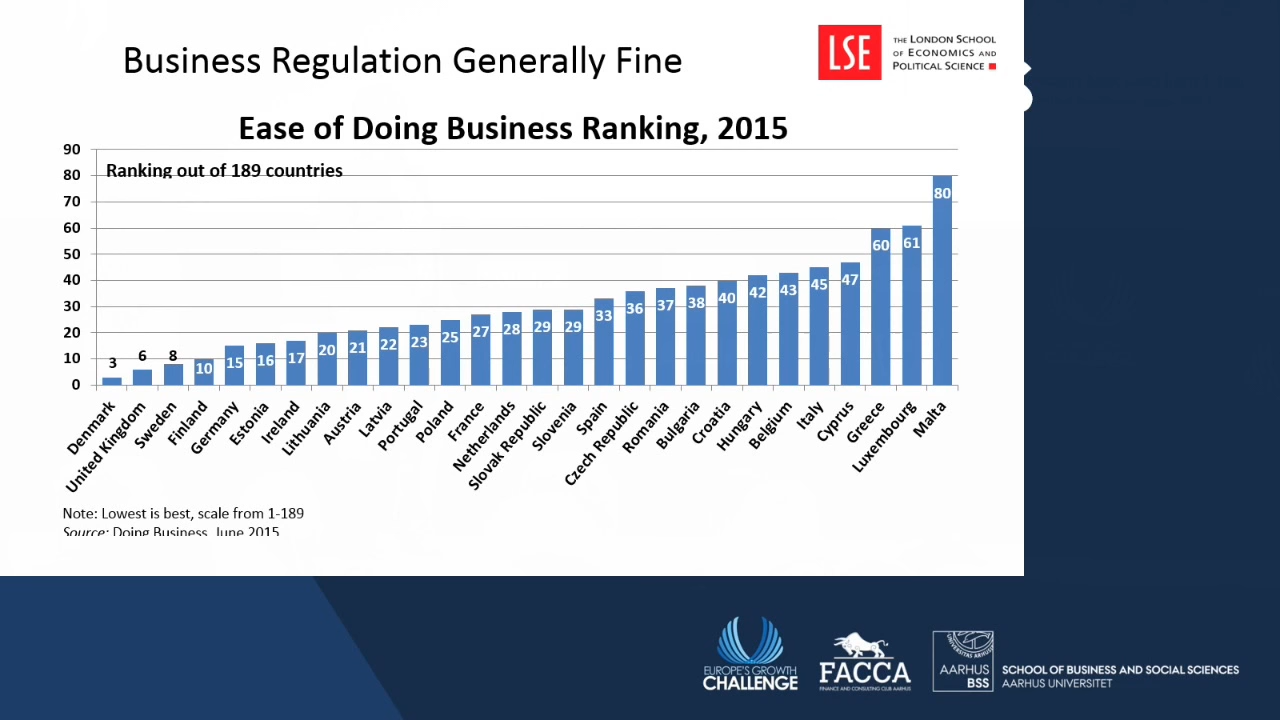 Business Regulation Generally Fine
LSE
THE LONDON SCHOOL
OF ECONOMICS AND
POLITICAL SCIENCE
Ease of Doing Business Ranking, 2015
Ranking out of 189 countries
90
80
70
60
50
40
30
20
10
0
3 6 8 10 15 16 17 20 21 22 23 25 27 28 29 29 33 36 37 38 40 42 43 45 47 60 61 80
Denmark
United Kingdom
Sweden
Finland
Germany
Estonia
Ireland
Lithuania
Austria
Latvia
Portugal
Poland
France
Netherlands
Slovak Republic
Slovenia
Spain
Czech Republic
Romania
Bulgaria
Croatia
Hungary
Belgium
Italy
Cyprus
Greece
Luxembourg
Malta
Note: Lowest is best, scale from 1-189
Source: Doing Business, June 2015
EUROPE'S GROWTH
CHALLENGE
FACCA
FINANCE AND CONSULTING CLUB AARHUS
AARHUS
BSS
SCHOOL OF BUSINESS AND SOCIAL SCIENCES
AARHUS UNIVERSITET